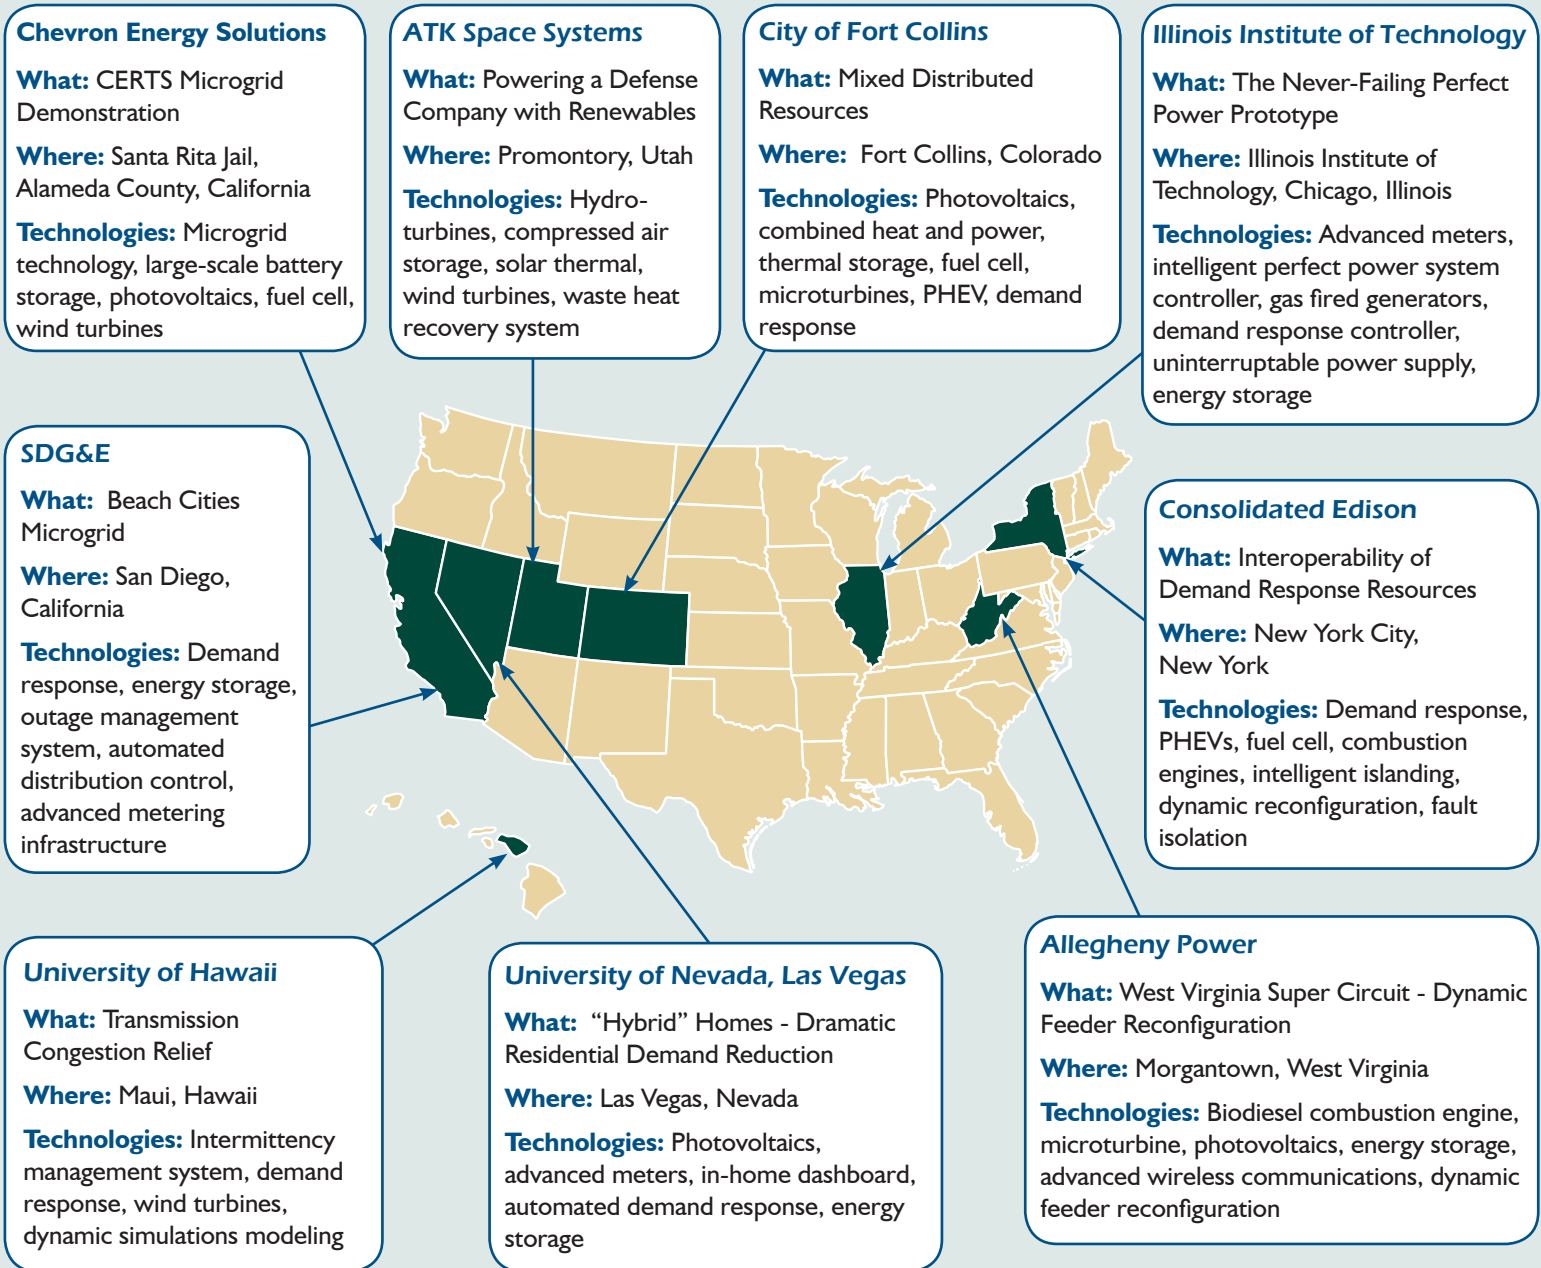 Chevron Energy Solutions
What: CERTS Microgrid
Demonstration
Where: Santa Rita Jail,
Alameda County, California
Technologies: Microgrid
technology, large-scale battery
storage, photovoltaics, fuel cell,
wind turbines
ATK Space Systems
What: Powering a Defense
Company with Renewables
Where: Promontory, Utah
Technologies: Hydro-
turbines, compressed air
storage, solar thermal,
wind turbines, waste heat
recovery system
City of Fort Collins
What: Mixed Distributed
Resources
Where: Fort Collins, Colorado
Technologies: Photovoltaics,
combined heat and power,
thermal storage, fuel cell,
microturbines, PHEV, demand
response
Illinois Institute of Technology
What: The Never-Failing Perfect
Power Prototype
Where: Illinois Institute of
Technology, Chicago, Illinois
Technologies: Advanced meters,
intelligent perfect power system
controller, gas fired generators,
demand response controller,
uninterruptable power supply,
energy storage
SDG&E
What: Beach Cities
Microgrid
Where: San Diego,
California
Technologies: Demand
response, energy storage,
outage management
system, automated
distribution control,
advanced metering
infrastructure
Consolidated Edison
What: Interoperability of
Demand Response Resources
Where: New York City,
New York
Technologies: Demand response,
PHEVs, fuel cell, combustion
engines, intelligent islanding,
dynamic reconfiguration, fault
isolation
University of Hawaii
What: Transmission
Congestion Relief
Where: Maui, Hawaii
Technologies: Intermittency
management system, demand
response, wind turbines,
dynamic simulations modeling
University of Nevada, Las Vegas
What: “Hybrid” Homes - Dramatic
Residential Demand Reduction
Where: Las Vegas, Nevada
Technologies: Photovoltaics,
advanced meters, in-home dashboard,
automated demand response, energy
storage
Allegheny Power
What: West Virginia Super Circuit - Dynamic
Feeder Reconfiguration
Where: Morgantown, West Virginia
Technologies: Biodiesel combustion engine,
microturbine, photovoltaics, energy storage,
advanced wireless communications, dynamic
feeder reconfiguration